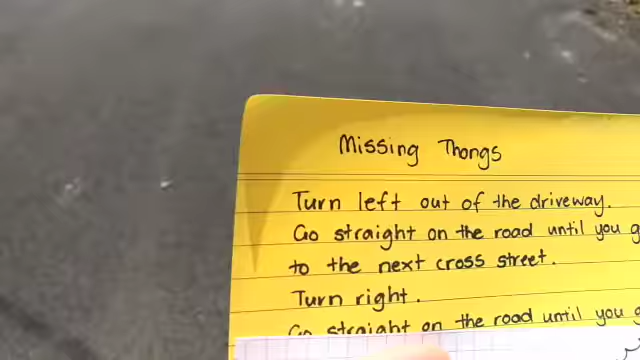 Missing Thongs
Turn left out of the driveway.
Go straight on the road until you
to the next cross street.
Turn right.
Go straight on the road until you